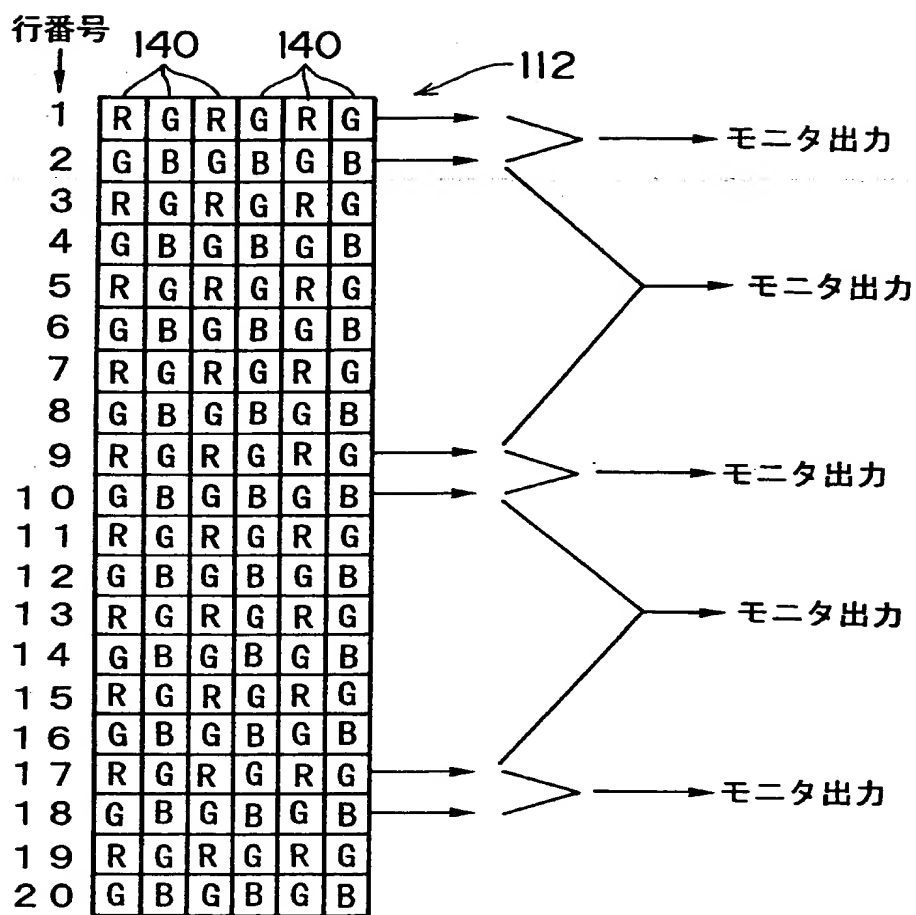 行番号
140 140
112
1 R G R G R G モニタ出力
2 G B G B G B
3 R G R G R G
4 G B G B G B
5 R G R G R G モニタ出力
6 G B G B G B
7 R G R G R G
8 G B G B G B
9 R G R G R G モニタ出力
10 G B G B G B
11 R G R G R G
12 G B G B G B
13 R G R G R G モニタ出力
14 G B G B G B
15 R G R G R G
16 G B G B G B
17 R G R G R G モニタ出力
18 G B G B G B
19 R G R G R G
20 G B G B G B